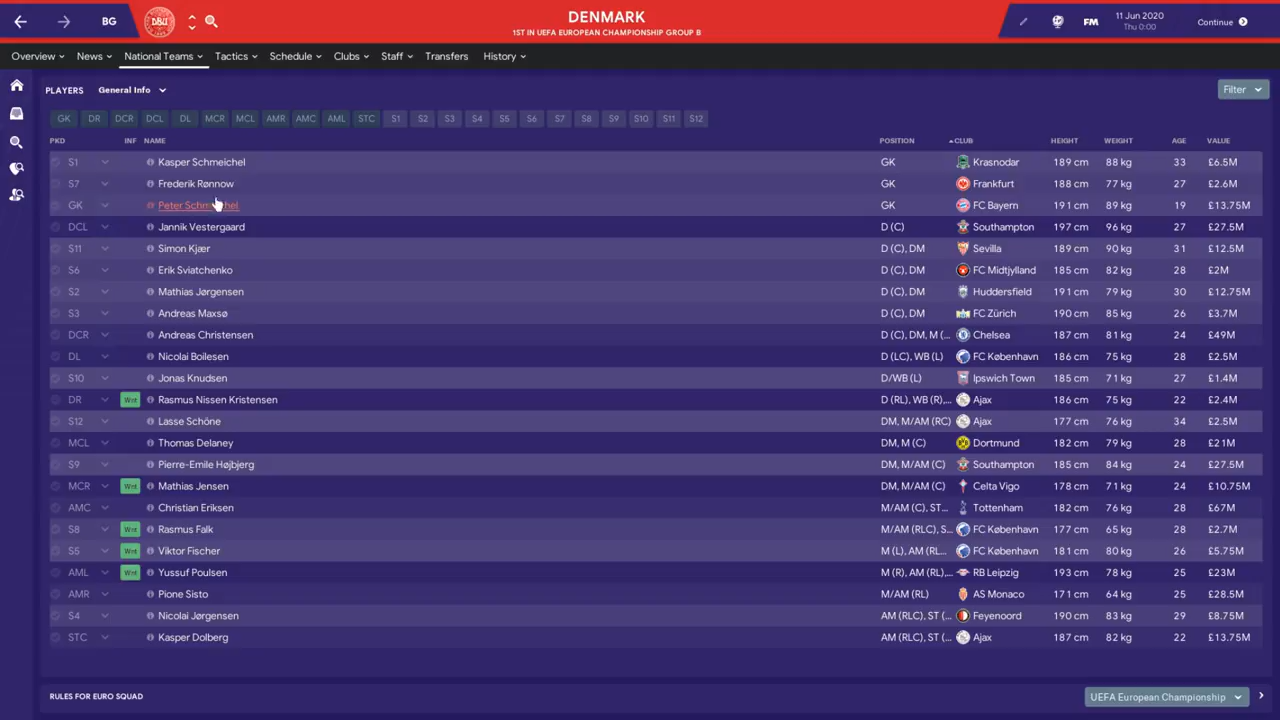 BG
DBU
DENMARK
1ST IN UEFA EUROPEAN CHAMPIONSHIP GROUP B
FM
11 Jun 2020
Thu 0:00
Continue
Overview News National Teams Tactics Schedule Clubs Staff Transfers History
PLAYERS General Info Filter
GK DR DCR DCL DL MCR MCL AMR AMC AML STC S1 S2 S3 S4 S5 S6 S7 S8 S9 S10 S11 S12
PKD INF NAME POSITION CLUB HEIGHT WEIGHT AGE VALUE
S1 Kasper Schmeichel GK Krasnodar 189 cm 88 kg 33 £6.5M
S7 Frederik Rønnow GK Frankfurt 188 cm 77 kg 27 £2.6M
GK Peter Schmeichel GK FC Bayern 191 cm 89 kg 19 £13.75M
DCL Jannik Vestergaard D (C) Southampton 197 cm 96 kg 27 £27.5M
S11 Simon Kjær D (C), DM Sevilla 189 cm 90 kg 31 £12.5M
S6 Erik Sviatchenko D (C), DM FC Midtjylland 185 cm 82 kg 28 £2M
S2 Mathias Jørgensen D (C), DM Huddersfield 191 cm 79 kg 30 £12.75M
S3 Andreas Maxsø D (C), DM FC Zürich 190 cm 85 kg 26 £3.7M
DCR Andreas Christensen D (C), DM, M (... Chelsea 187 cm 81 kg 24 £49M
DL Nicolai Boilesen D (LC), WB (L) FC København 186 cm 75 kg 28 £2.5M
S10 Jonas Knudsen D/WB (L) Ipswich Town 185 cm 71 kg 27 £1.4M
DR Wnt Rasmus Nissen Kristensen D (RL), WB (R),... Ajax 186 cm 75 kg 22 £2.4M
S12 Lasse Schöne DM, M/AM (RC) Ajax 177 cm 76 kg 34 £2.5M
MCL Thomas Delaney DM, M (C) Dortmund 182 cm 79 kg 28 £21M
S9 Pierre-Emile Højbjerg DM, M/AM (C) Southampton 185 cm 84 kg 24 £27.5M
MCR Wnt Mathias Jensen DM, M/AM (C) Celta Vigo 178 cm 71 kg 24 £10.75M
AMC Christian Eriksen M/AM (C), ST... Tottenham 182 cm 76 kg 28 £67M
S8 Wnt Rasmus Falk M/AM (RLC), S... FC København 177 cm 65 kg 28 £2.7M
S5 Wnt Viktor Fischer M (L), AM (RL... FC København 181 cm 80 kg 26 £5.75M
AML Wnt Yussuf Poulsen M (R), AM (RL),... RB Leipzig 193 cm 78 kg 25 £23M
AMR Pione Sisto M/AM (RL) AS Monaco 171 cm 64 kg 25 £28.5M
S4 Nicolai Jørgensen AM (RLC), ST (... Feyenoord 190 cm 83 kg 29 £8.75M
STC Kasper Dolberg AM (RLC), ST (... Ajax 187 cm 82 kg 22 £13.75M
RULES FOR EURO SQUAD UEFA European Championship